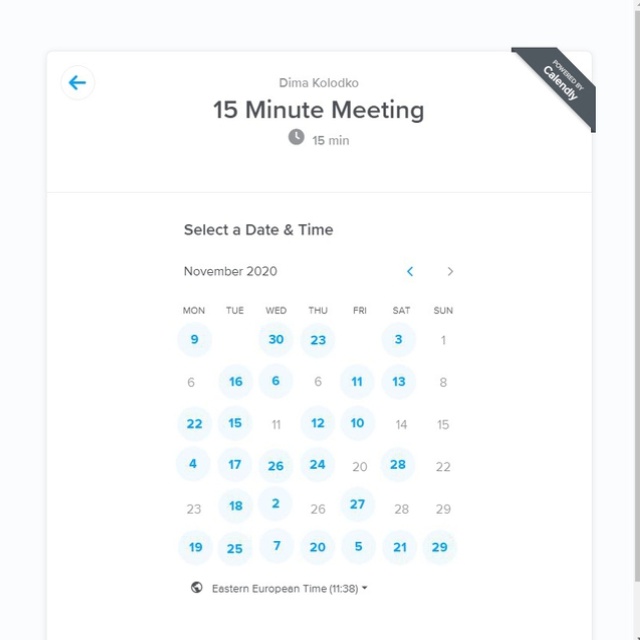 Dima Kolodko
15 Minute Meeting
15 min
POWERED BY
Calendly
Select a Date & Time
November 2020
MON TUE WED THU FRI SAT SUN
9 30 23 3 1
6 16 6 6 11 13 8
22 15 11 12 10 14 15
4 17 26 24 20 28 22
23 18 2 26 27 28 29
19 25 7 20 5 21 29
Eastern European Time (11:38)